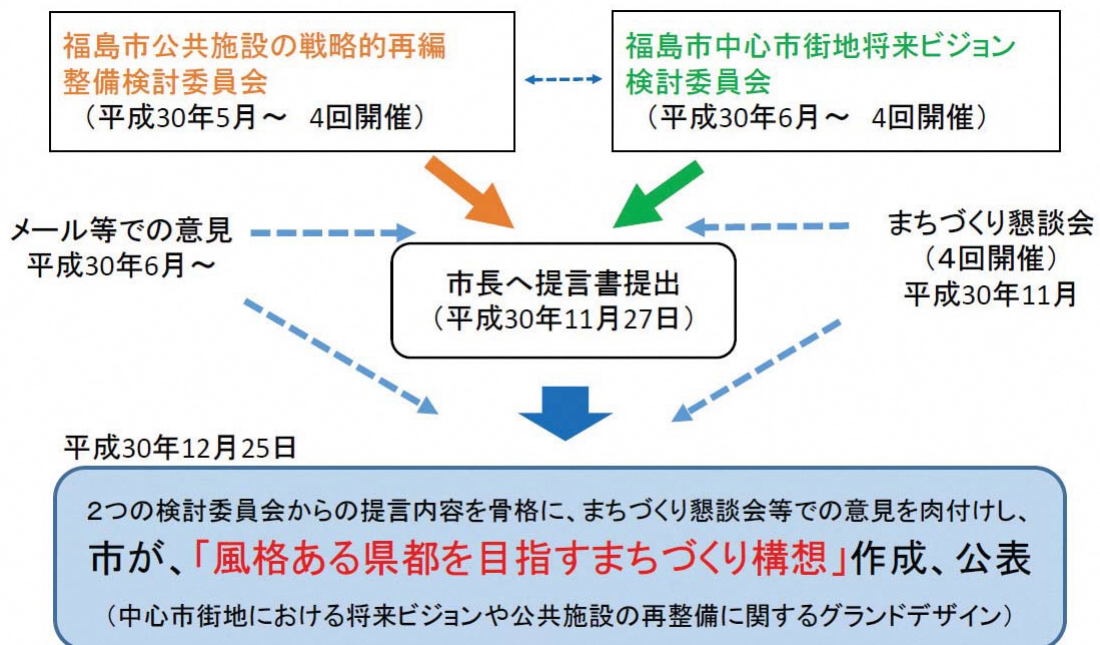 福島市公共施設の戦略的再編
整備検討委員会
（平成30年5月～　4回開催）
福島市中心市街地将来ビジョン
検討委員会
（平成30年6月～　4回開催）
メール等での意見
平成30年6月～
まちづくり懇談会
（４回開催）
平成30年11月
市長へ提言書提出
（平成30年11月27日）
平成30年12月25日
２つの検討委員会からの提言内容を骨格に、まちづくり懇談会等での意見を肉付けし、
市が、「風格ある県都を目指すまちづくり構想」作成、公表
（中心市街地における将来ビジョンや公共施設の再整備に関するグランドデザイン）